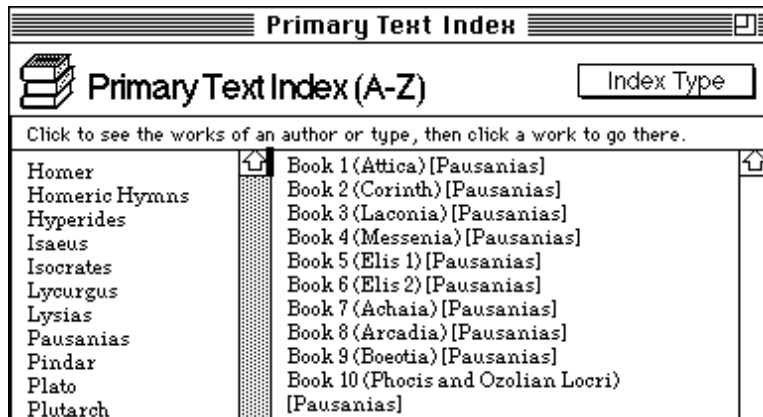 Primary Text Index
Primary Text Index (A-Z)
Index Type
Click to see the works of an author or type, then click a work to go there.
Homer
Homeric Hymns
Hyperides
Isaeus
Isocrates
Lycurgus
Lysias
Pausanias
Pindar
Plato
Plutarch
Book 1 (Attica) [Pausanias]
Book 2 (Corinth) [Pausanias]
Book 3 (Laconia) [Pausanias]
Book 4 (Messenia) [Pausanias]
Book 5 (Elis 1) [Pausanias]
Book 6 (Elis 2) [Pausanias]
Book 7 (Achaia) [Pausanias]
Book 8 (Arcadia) [Pausanias]
Book 9 (Boeotia) [Pausanias]
Book 10 (Phocis and Ozolian Locri)
[Pausanias]